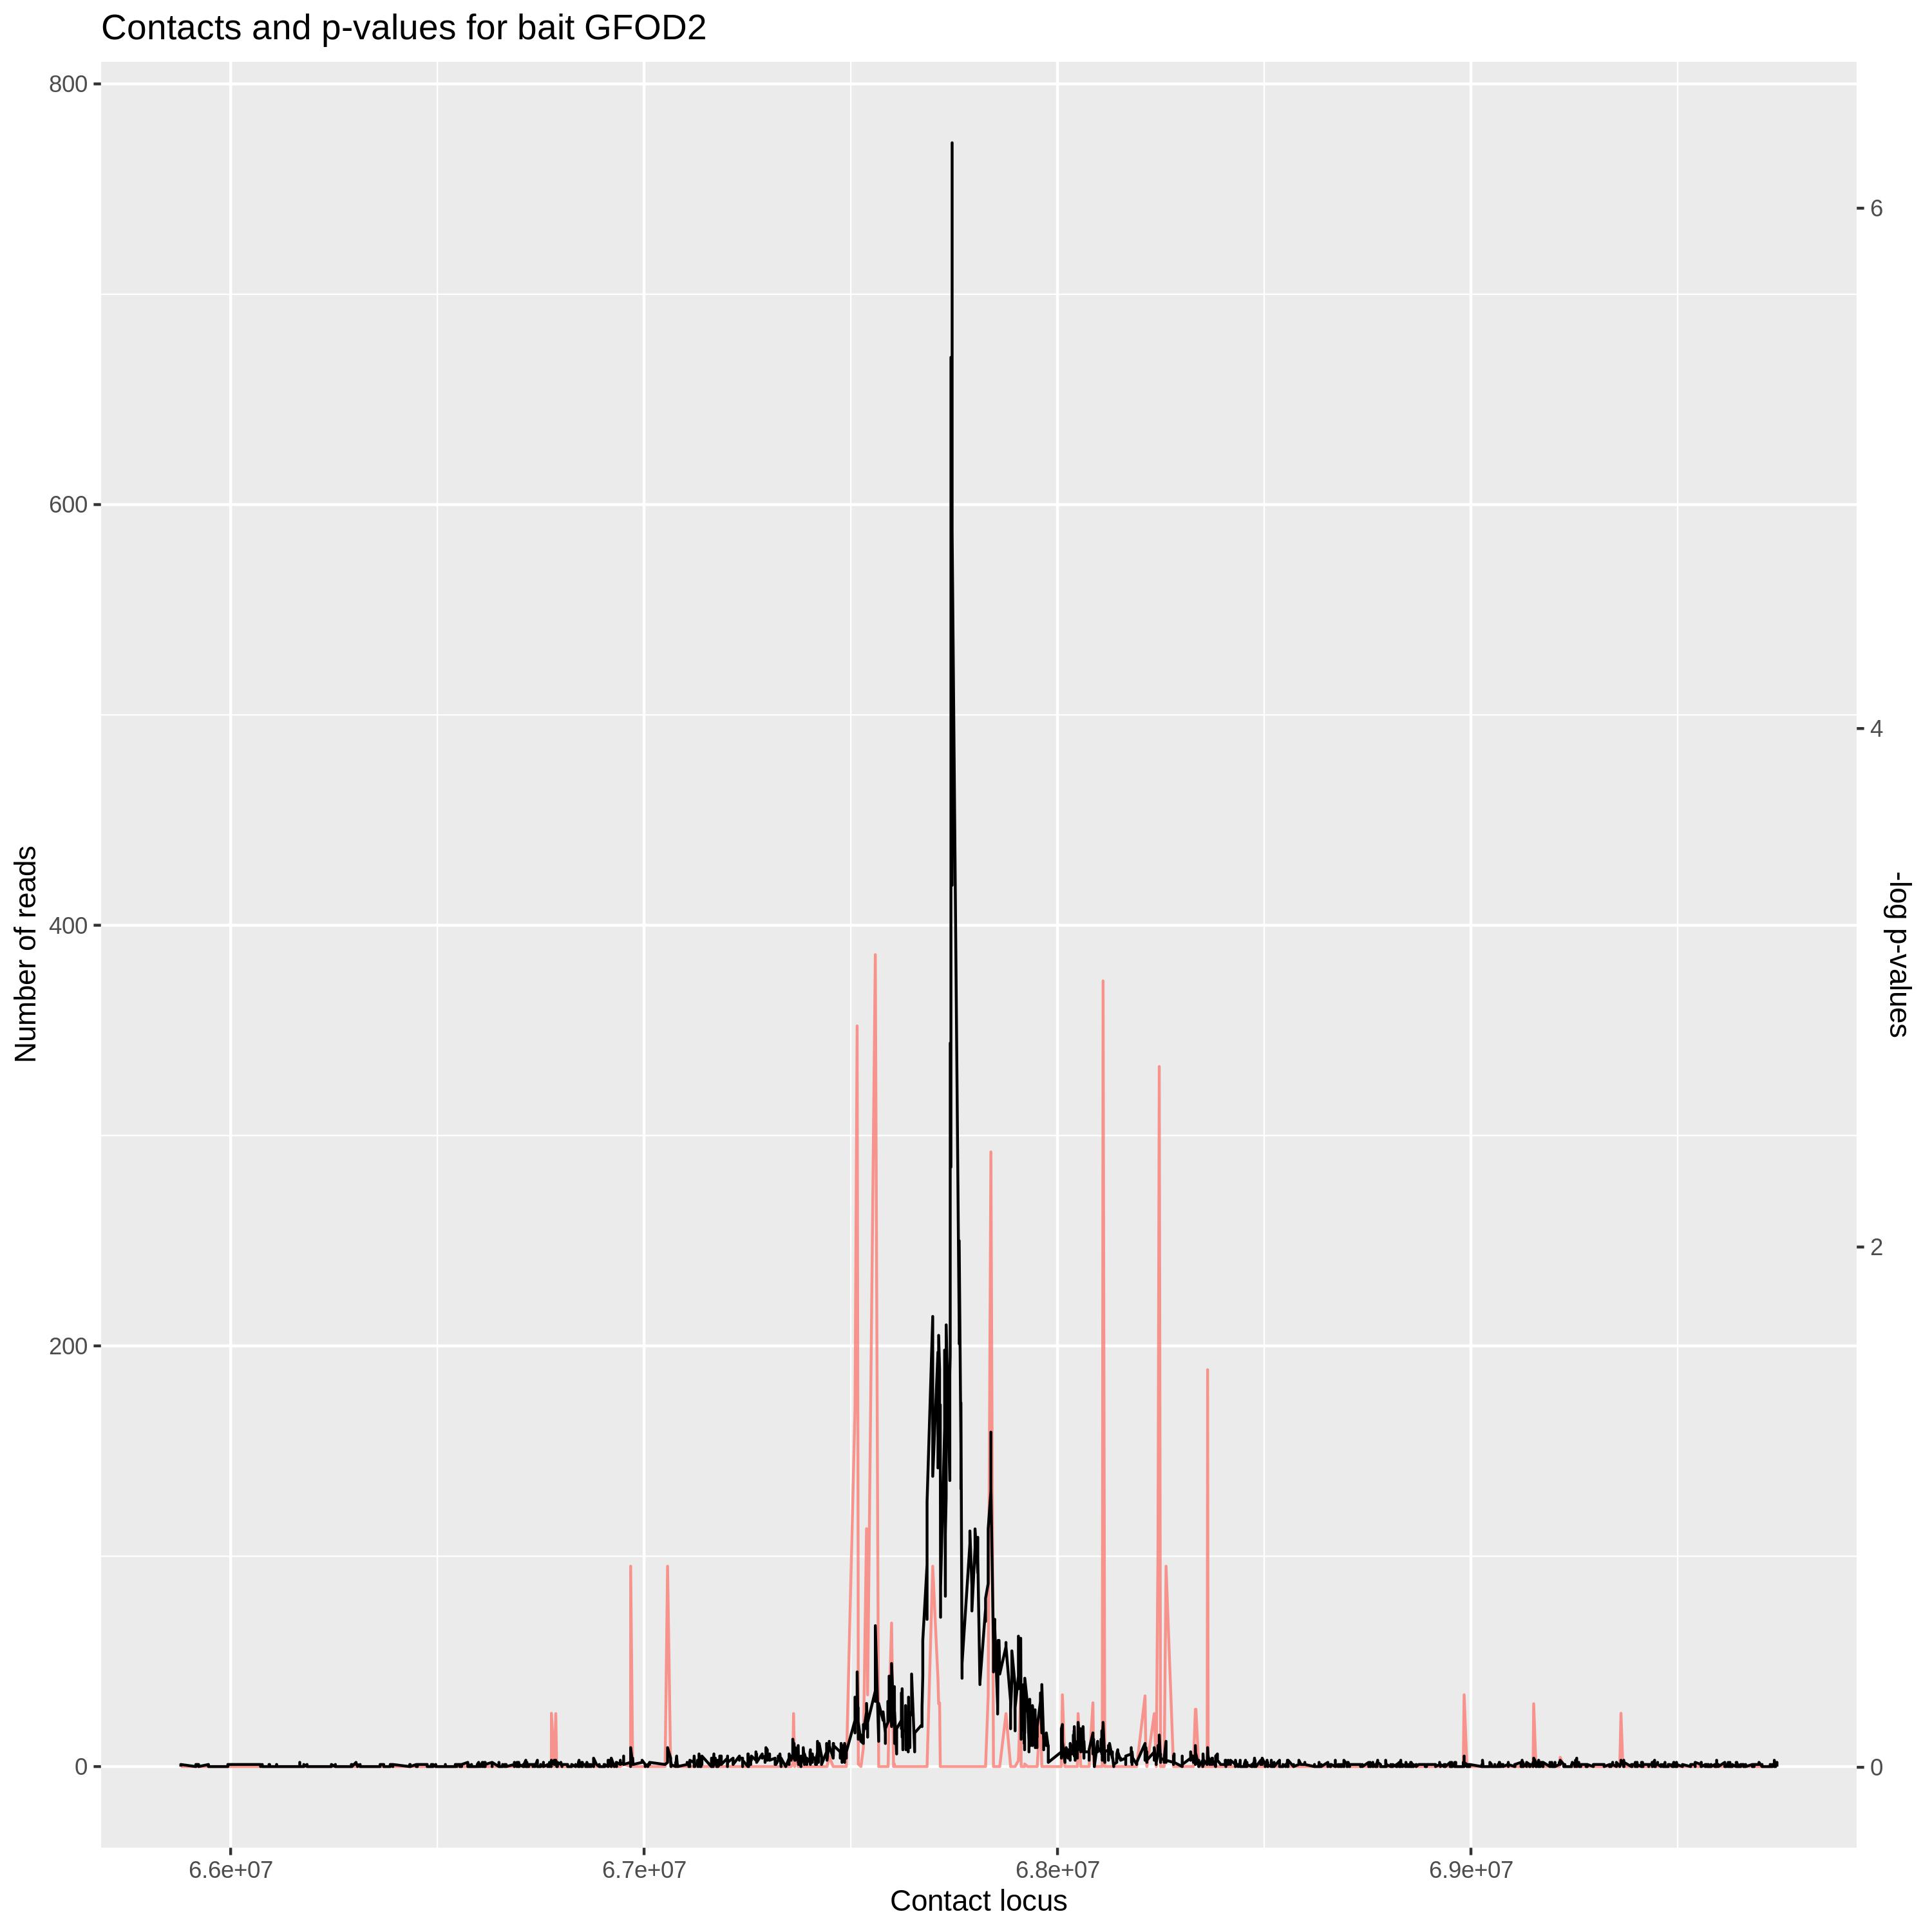 Contacts and p-values for bait GFOD2
800
600
400
200
0
Number of reads
6
4
2
0
-log p-values
6.6e+07
6.7e+07
6.8e+07
6.9e+07
Contact locus